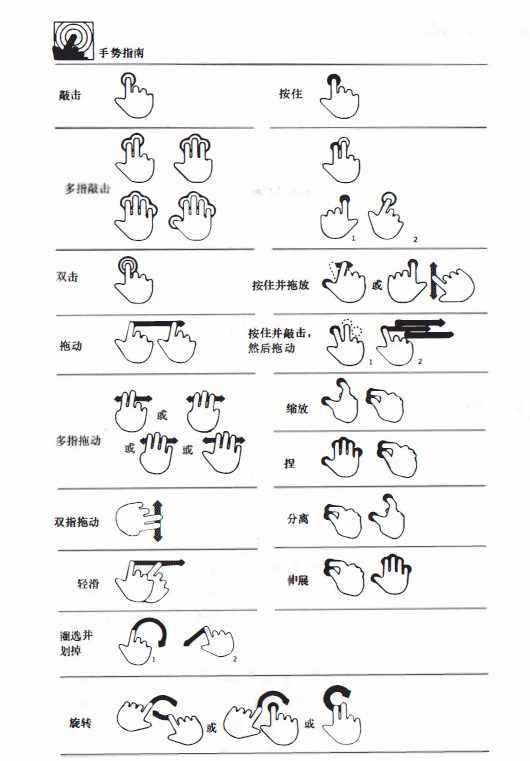 手势指南
敲击
按住
多指敲击
1
2
双击
按住并拖放
或
拖动
按住并敲击，
然后拖动
1
2
多指拖动
或
或
或
缩放
捏
双指拖动
分离
轻滑
伸展
圈选并
划掉
1
2
旋转
或
或